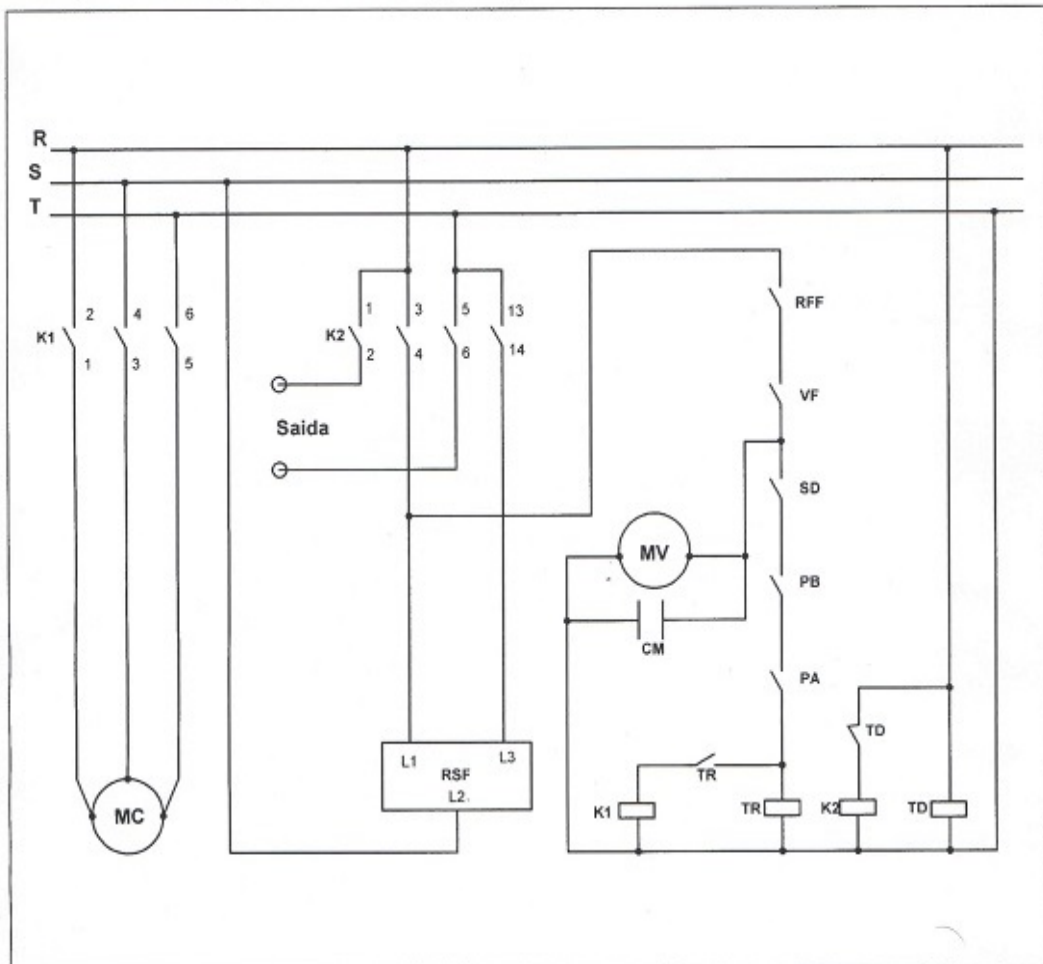 R
S
T
K1 2 4 6
1 3 5
K2 1 3 5 13
2 4 6 14
Saida
RFF
VF
SD
MV
PB
CM
PA
TD
L1 L3
RSF
L2
TR
MC
K1 TR K2 TD